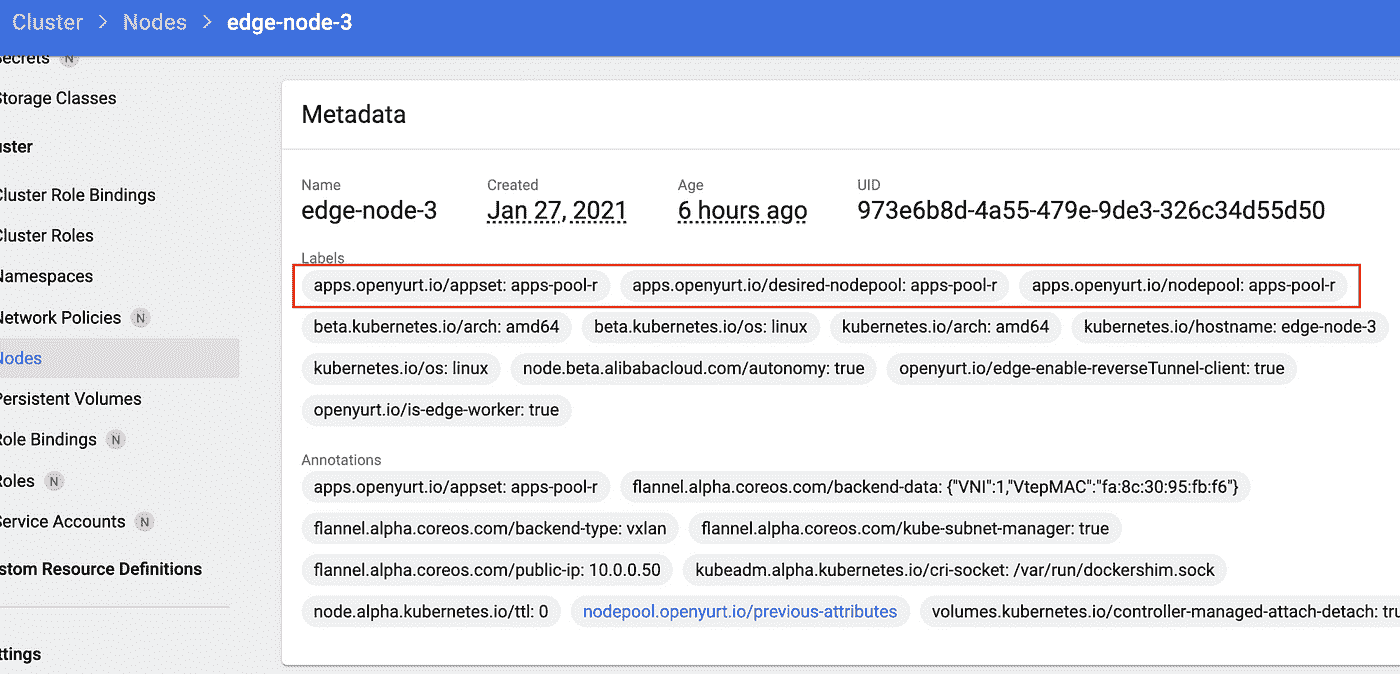 Cluster > Nodes > edge-node-3
ecrets N
Storage Classes
uster
Cluster Role Bindings
Cluster Roles
Namespaces
Network Policies N
Nodes
Persistent Volumes
Role Bindings N
Roles N
Service Accounts N
stom Resource Definitions
ttings
Metadata
Name Created Age UID
edge-node-3 Jan 27, 2021 6 hours ago 973e6b8d-4a55-479e-9de3-326c34d55d50
Labels
apps.openyurt.io/appset: apps-pool-r apps.openyurt.io/desired-nodepool: apps-pool-r apps.openyurt.io/nodepool: apps-pool-r
beta.kubernetes.io/arch: amd64 beta.kubernetes.io/os: linux kubernetes.io/arch: amd64 kubernetes.io/hostname: edge-node-3
kubernetes.io/os: linux node.beta.alibabacloud.com/autonomy: true openyurt.io/edge-enable-reverseTunnel-client: true
openyurt.io/is-edge-worker: true
Annotations
apps.openyurt.io/appset: apps-pool-r flannel.alpha.coreos.com/backend-data: {"VNI":1,"VtepMAC":"fa:8c:30:95:fb:f6"}
flannel.alpha.coreos.com/backend-type: vxlan flannel.alpha.coreos.com/kube-subnet-manager: true
flannel.alpha.coreos.com/public-ip: 10.0.0.50 kubeadm.alpha.kubernetes.io/cri-socket: /var/run/dockershim.sock
node.alpha.kubernetes.io/ttl: 0 nodepool.openyurt.io/previous-attributes volumes.kubernetes.io/controller-managed-attach-detach: tru